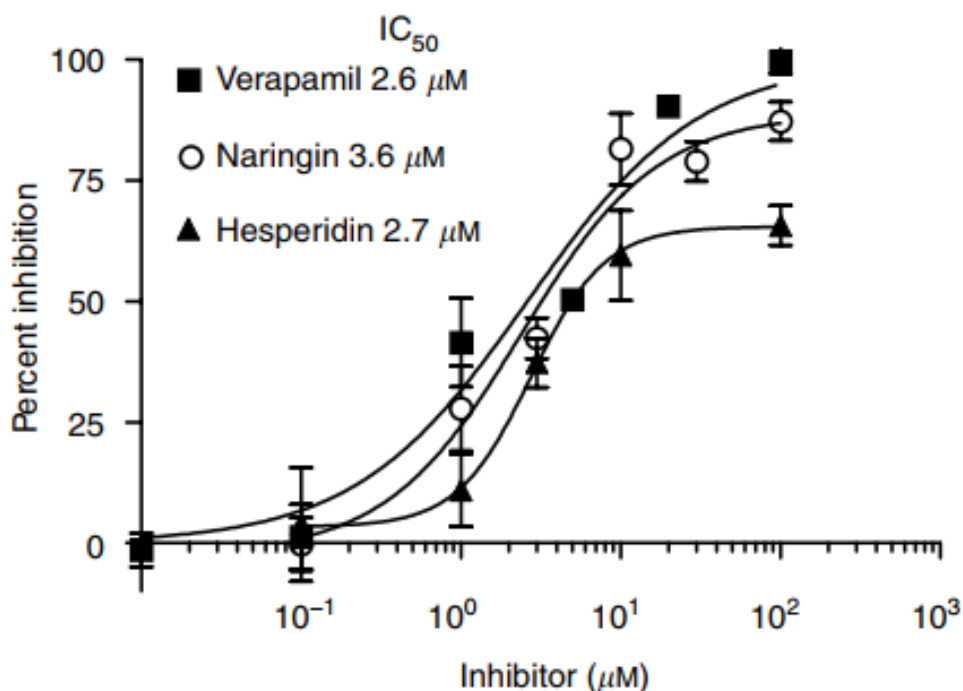 IC₅₀
Verapamil 2.6 μM
Naringin 3.6 μM
Hesperidin 2.7 μM
100
75
50
25
0
Percent inhibition
10⁻¹ 10⁰ 10¹ 10² 10³
Inhibitor (μM)